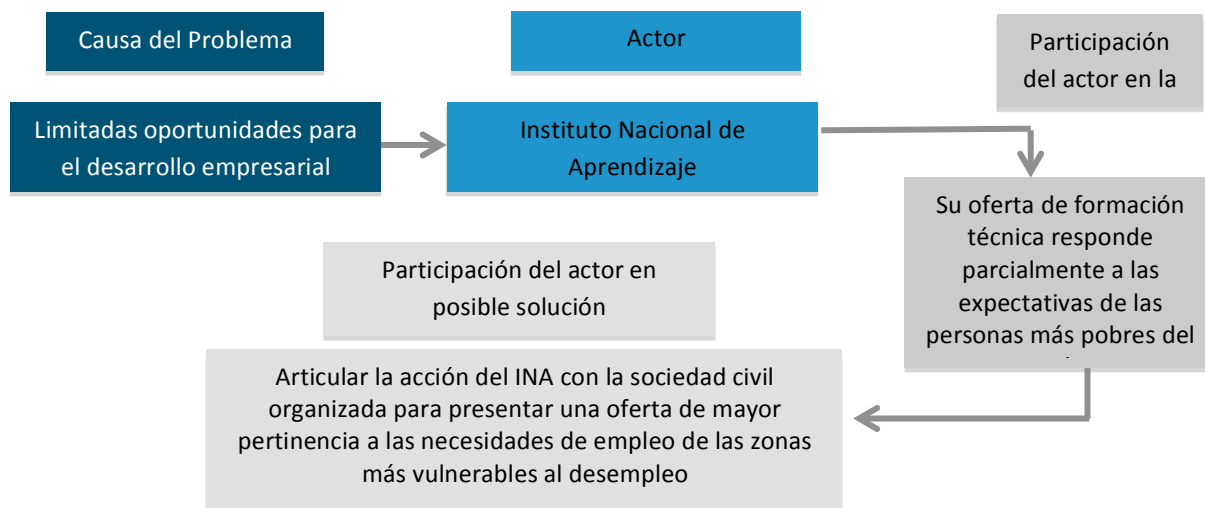 Causa del Problema
Actor
Participación
del actor en la
Limitadas oportunidades para
el desarrollo empresarial
Instituto Nacional de
Aprendizaje
Su oferta de formación
técnica responde
parcialmente a las
expectativas de las
personas más pobres del
Participación del actor en
posible solución
Articular la acción del INA con la sociedad civil
organizada para presentar una oferta de mayor
pertinencia a las necesidades de empleo de las zonas
más vulnerables al desempleo